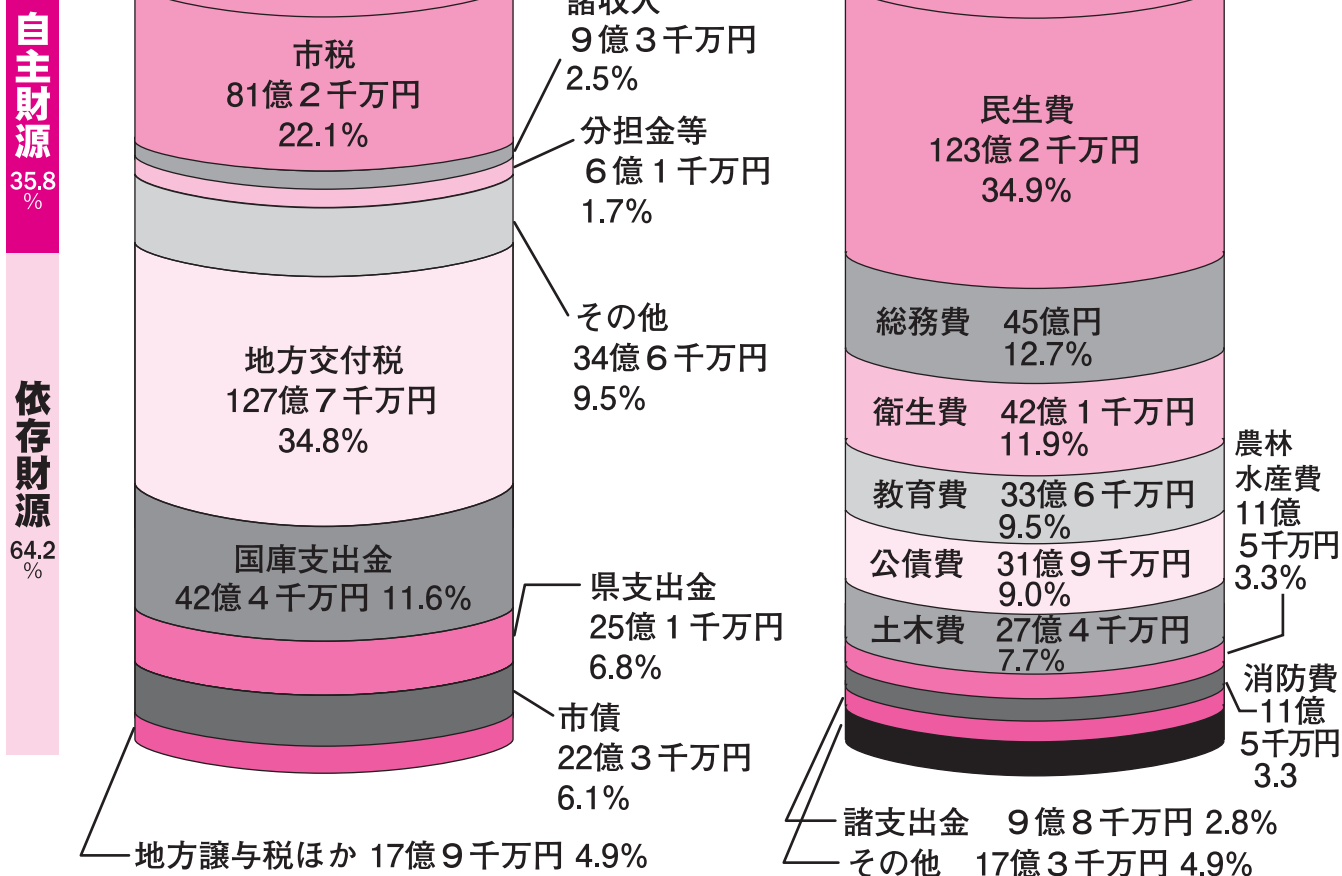 自主財源
35.8
%
依存財源
64.2
%
市税
81億2千万円
22.1%
諸収入
9億3千万円
2.5%
分担金等
6億1千万円
1.7%
その他
34億6千万円
9.5%
地方交付税
127億7千万円
34.8%
国庫支出金
42億4千万円 11.6%
県支出金
25億1千万円
6.8%
市債
22億3千万円
6.1%
地方譲与税ほか 17億9千万円 4.9%
民生費
123億2千万円
34.9%
総務費 45億円
12.7%
衛生費 42億1千万円
11.9%
教育費 33億6千万円
9.5%
公債費 31億9千万円
9.0%
土木費 27億4千万円
7.7%
農林
水産費
11億
5千万円
3.3%
消防費
11億
5千万円
3.3
諸支出金 9億8千万円 2.8%
その他 17億3千万円 4.9%